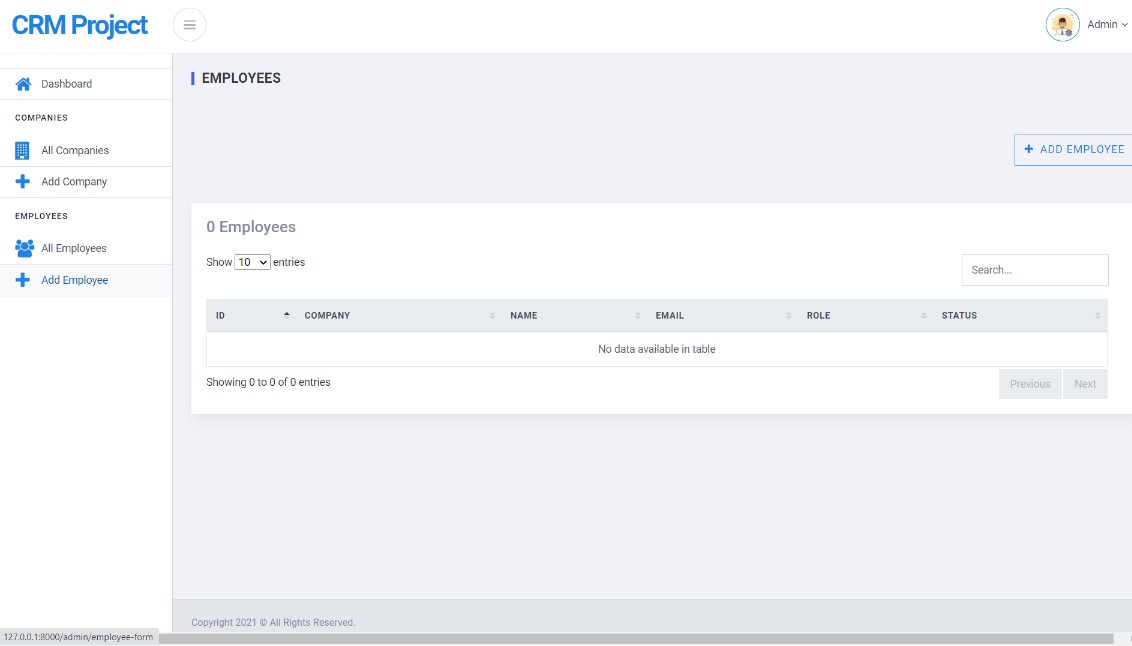 CRM Project
Admin
Dashboard
COMPANIES
All Companies
Add Company
EMPLOYEES
All Employees
Add Employee
EMPLOYEES
ADD EMPLOYEE
0 Employees
Show 10 entries
Search...
ID COMPANY NAME EMAIL ROLE STATUS
No data available in table
Showing 0 to 0 of 0 entries
Previous Next
Copyright 2021 © All Rights Reserved.
127.0.0.1:8000/admin/employee-form